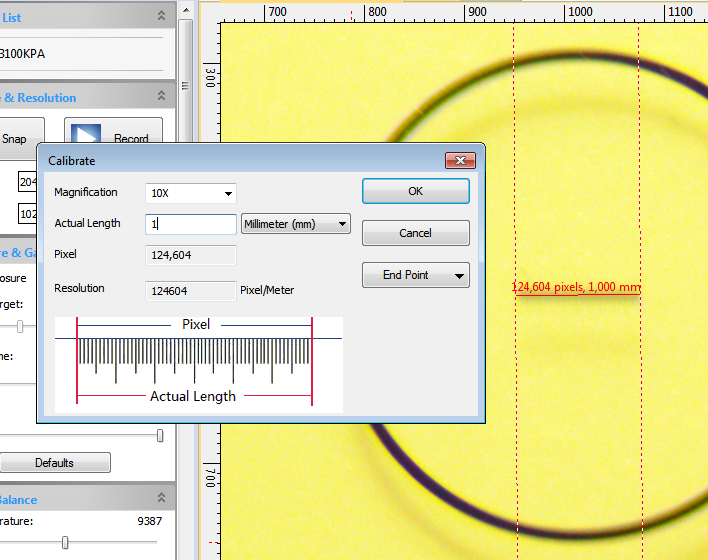 List
3100KPA
e & Resolution
Snap
Record
204
102
re & Ga
osure
rget:
me:
Defaults
Balance
rature:
9387
700
800
900
1000
1100
300
700
Calibrate
Magnification
10X
OK
Actual Length
1
Millimeter (mm)
Cancel
Pixel
124,604
End Point
Resolution
124604
Pixel/Meter
Pixel
Actual Length
124,604 pixels, 1,000 mm